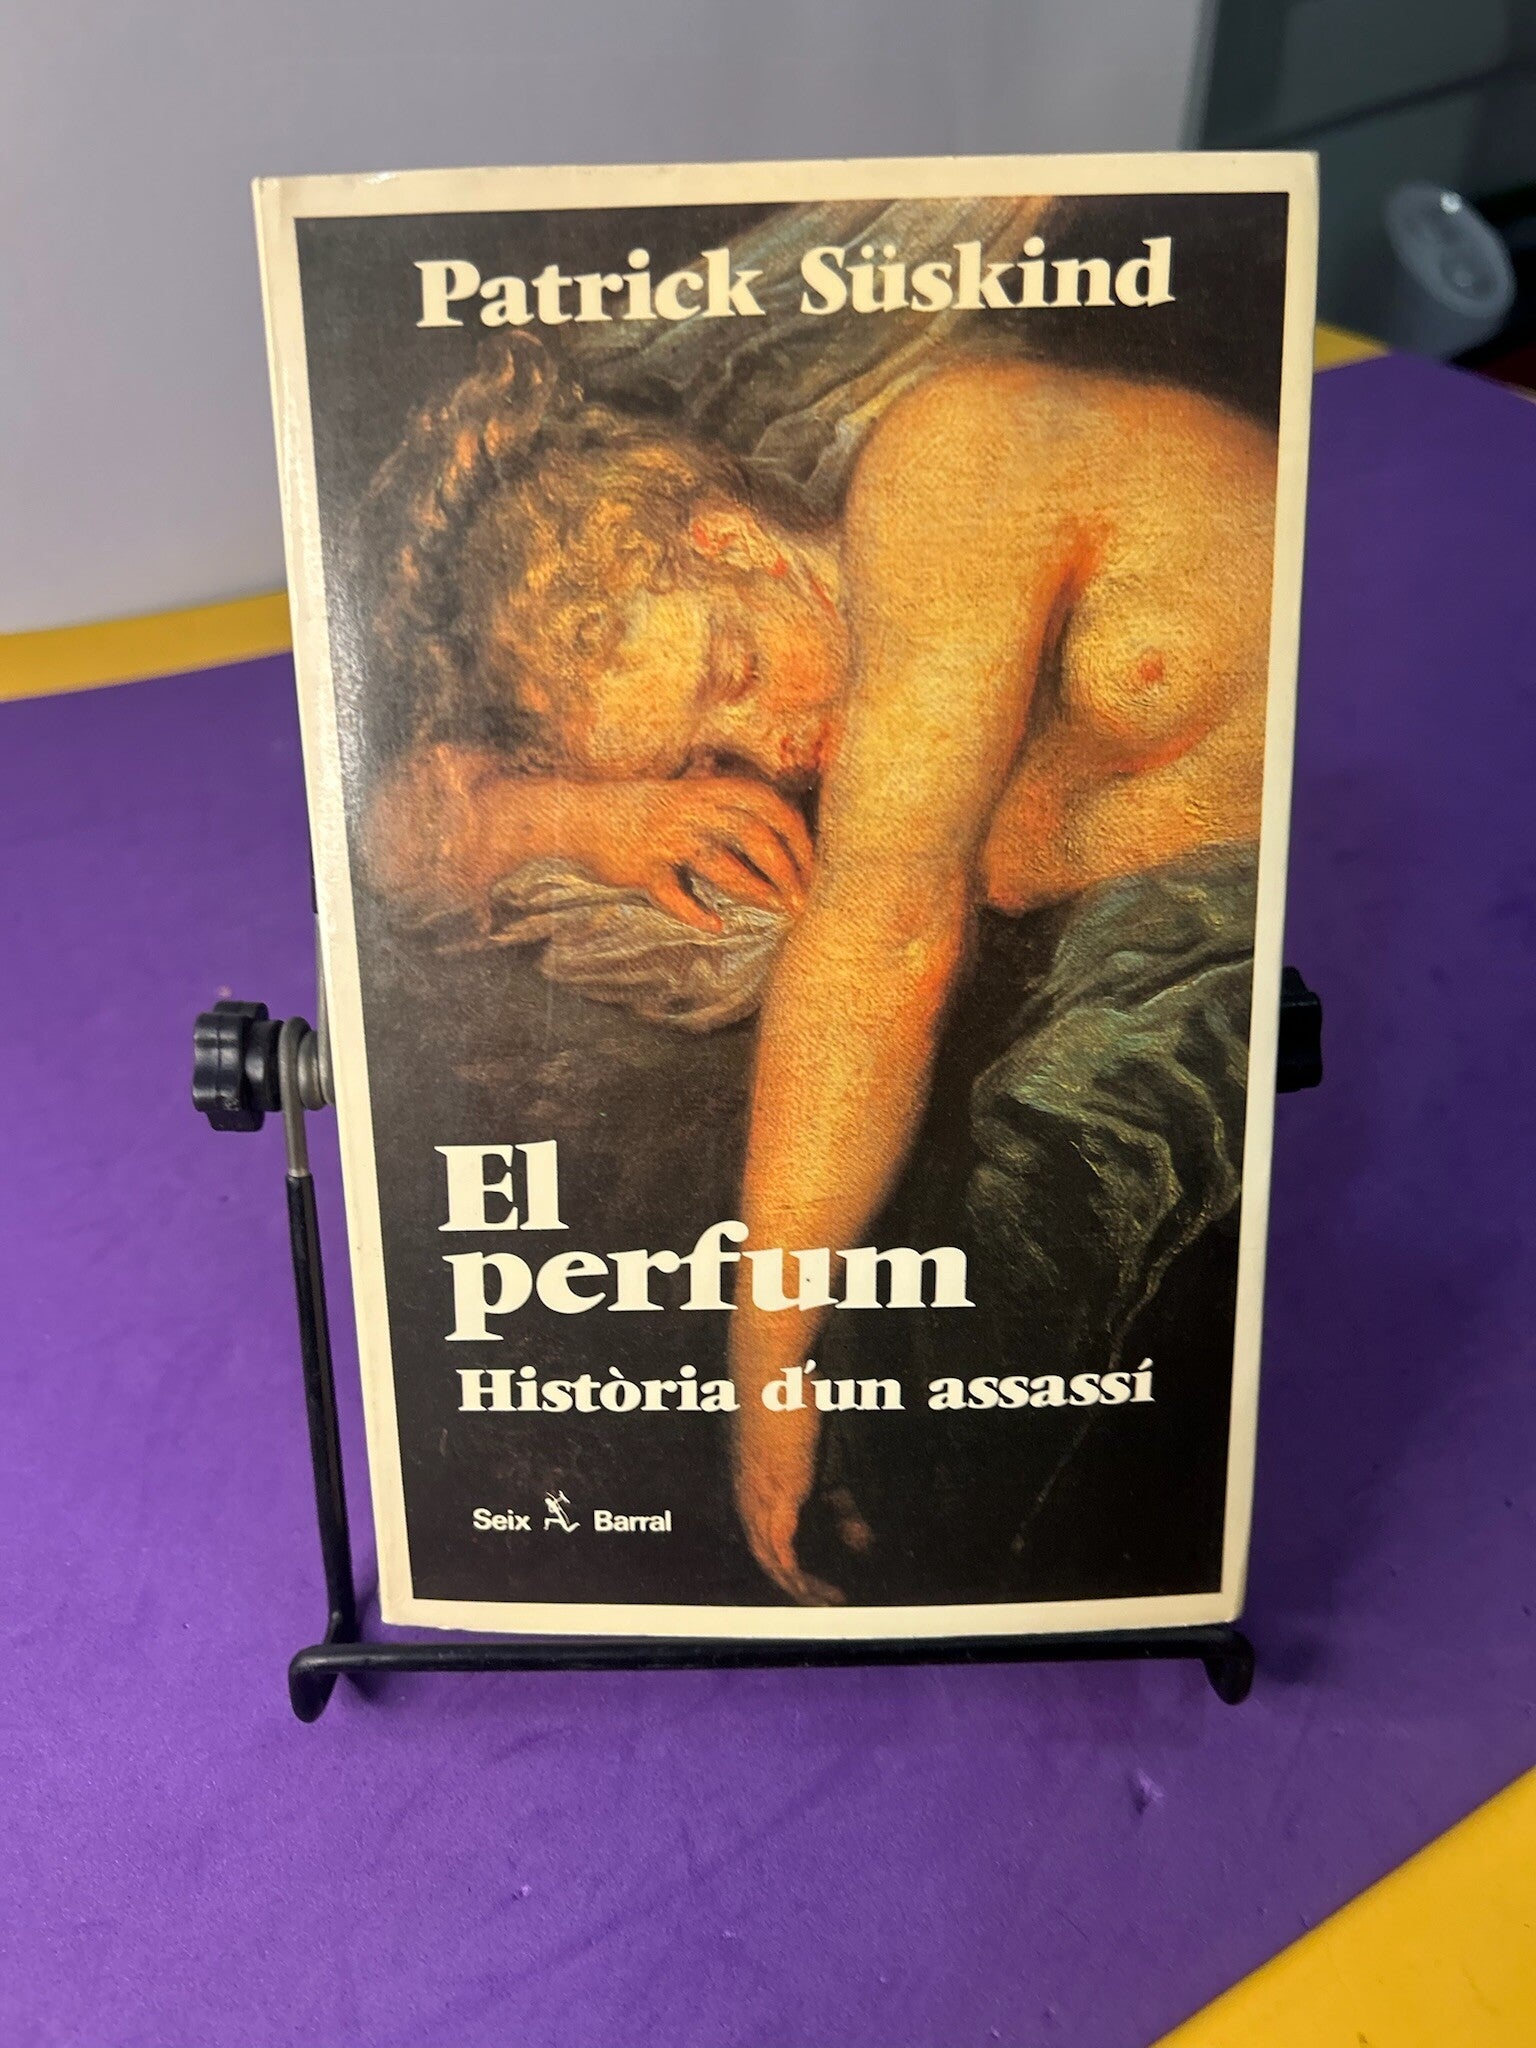 Patrick Süskind
El
perfum
Història d'un assassí
Seix Barral